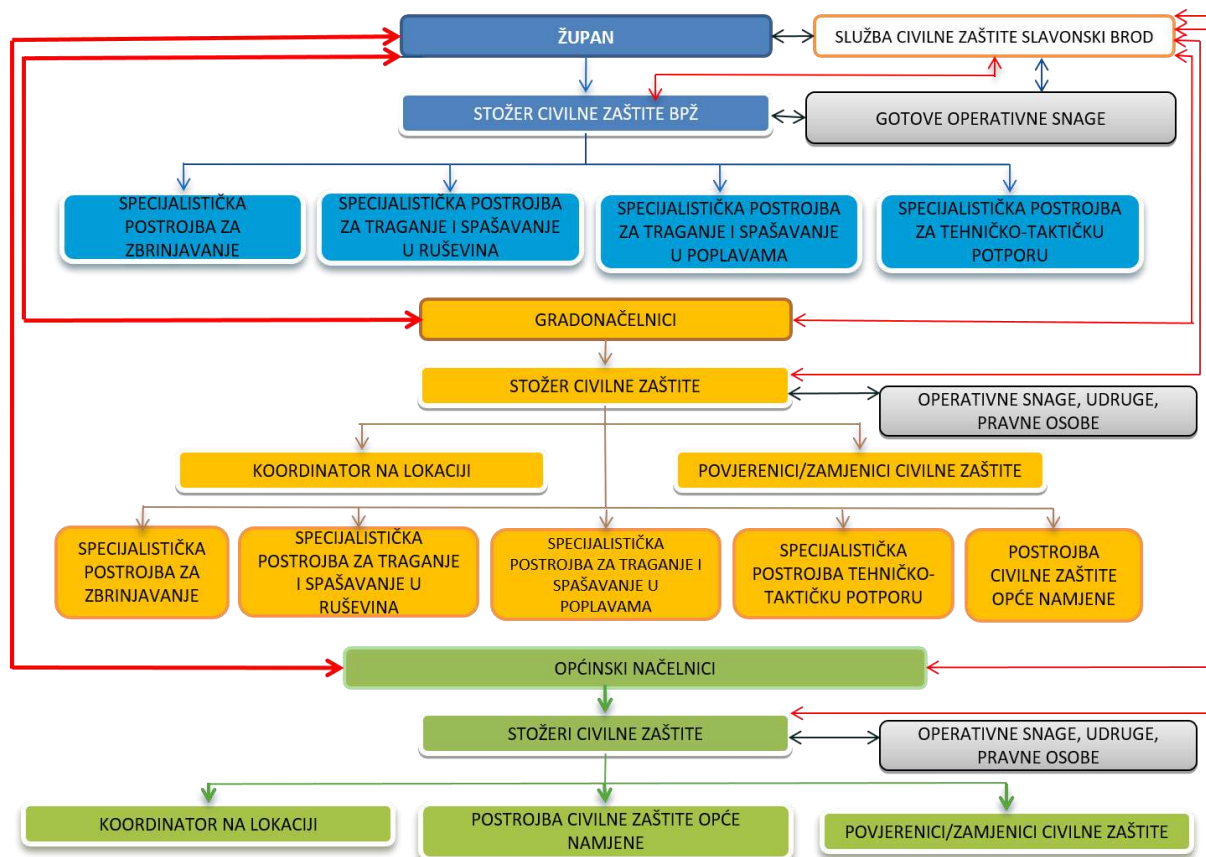 ŽUPAN
SLUŽBA CIVILNE ZAŠTITE SLAVONSKI BROD
STOŽER CIVILNE ZAŠTITE BPŽ
GOTOVE OPERATIVNE SNAGE
SPECIJALISTIČKA
POSTROJBA ZA
ZBRINJAVANJE
SPECIJALISTIČKA POSTROJBA
ZA TRAGANJE I SPAŠAVANJE
U RUŠEVINA
SPECIJALISTIČKA POSTROJBA
ZA TRAGANJE I SPAŠAVANJE
U POPLAVAMA
SPECIJALISTIČKA POSTROJBA
ZA TEHNIČKO-TAKTIČKU
POTPORU
GRADONAČELNICI
STOŽER CIVILNE ZAŠTITE
OPERATIVNE SNAGE, UDRUGE,
PRAVNE OSOBE
KOORDINATOR NA LOKACIJI
POVJERENICI/ZAMJENICI CIVILNE ZAŠTITE
SPECIJALISTIČKA
POSTROJBA ZA
ZBRINJAVANJE
SPECIJALISTIČKA
POSTROJBA ZA TRAGANJE
I SPAŠAVANJE U
RUŠEVINA
SPECIJALISTIČKA
POSTROJBA ZA TRAGANJE I
SPAŠAVANJE U
POPLAVAMA
SPECIJALISTIČKA
POSTROJBA TEHNIČKO-
TAKTIČKU POTPORU
POSTROJBA
CIVILNE ZAŠTITE
OPĆE NAMJENE
OPĆINSKI NAČELNICI
STOŽERI CIVILNE ZAŠTITE
OPERATIVNE SNAGE, UDRUGE,
PRAVNE OSOBE
KOORDINATOR NA LOKACIJI
POSTROJBA CIVILNE ZAŠTITE OPĆE
NAMJENE
POVJERENICI/ZAMJENICI CIVILNE ZAŠTITE